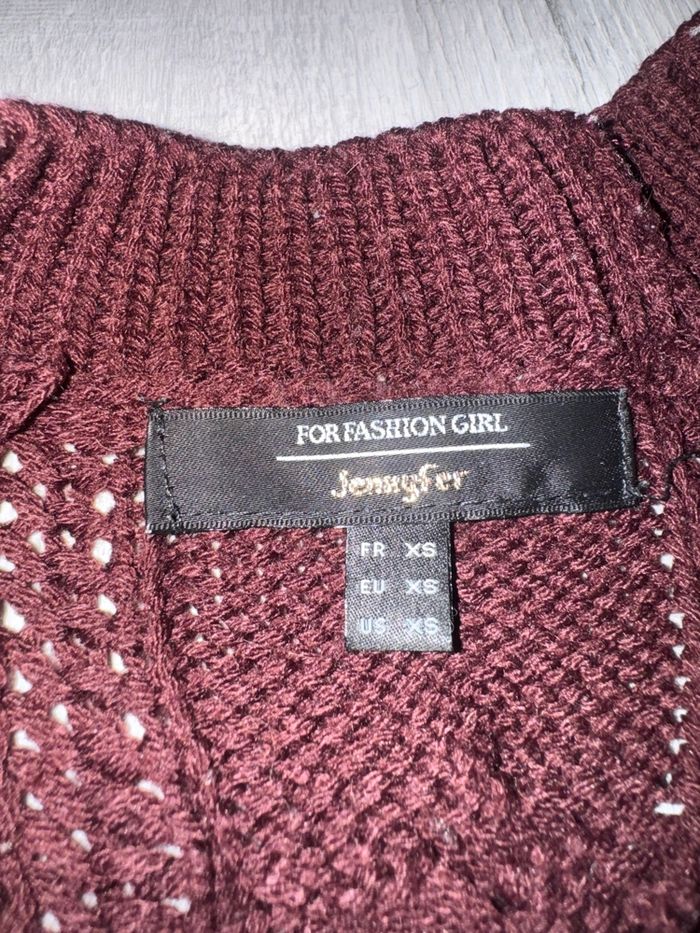 FOR FASHION GIRL
Jennyfer
FR XS
EU XS
US XS